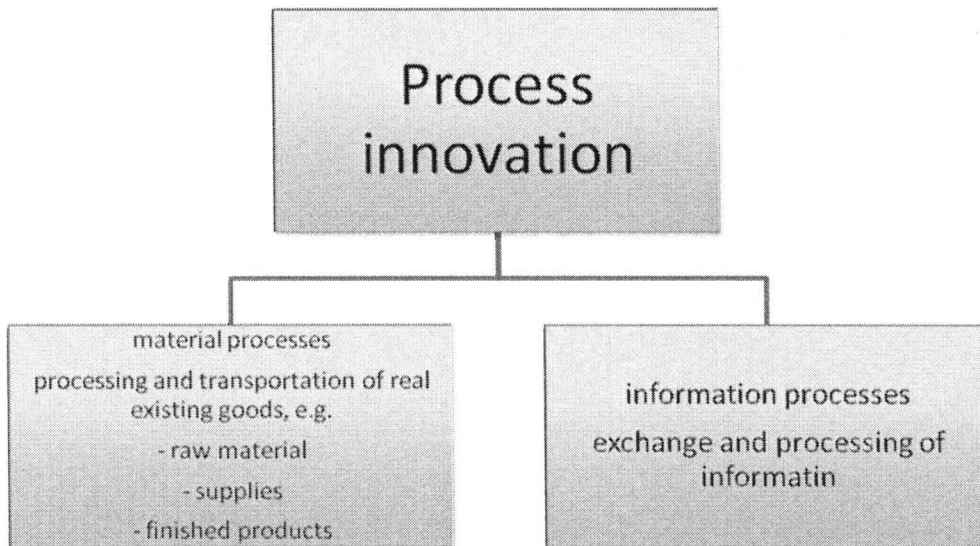 Process
innovation
material processes
processing and transportation of real
existing goods, e.g.
- raw material
- supplies
- finished products
information processes
exchange and processing of
informatin